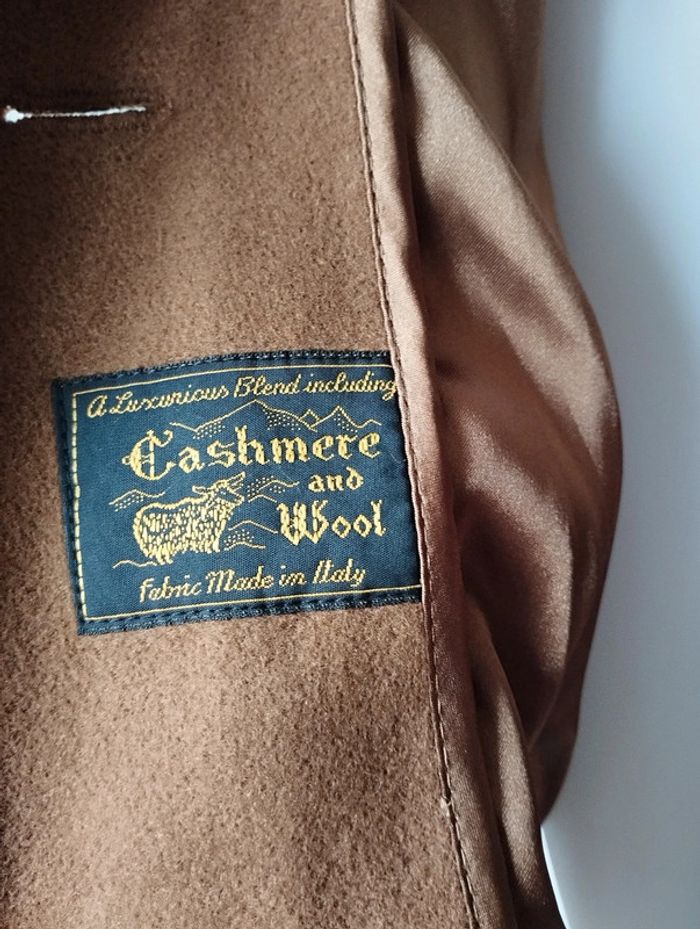 A Luxurious Blend including
Cashmere
and
Wool
Fabric Made in Italy